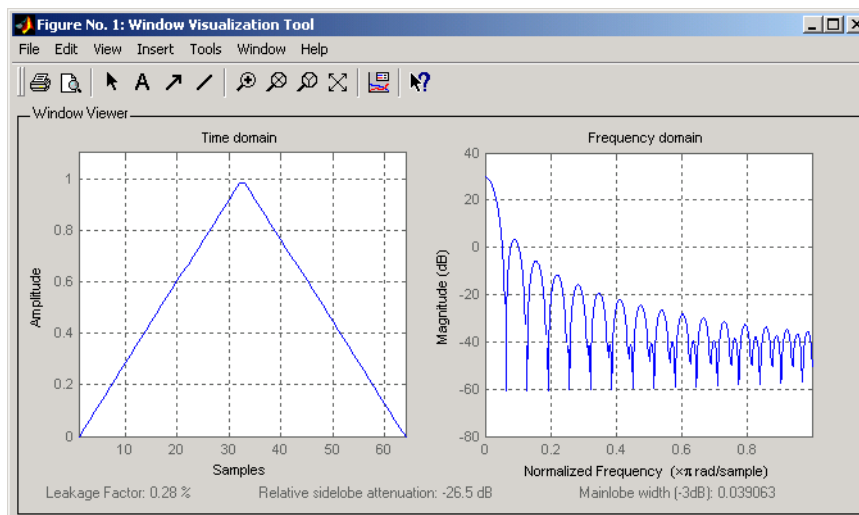 Figure No. 1: Window Visualization Tool
File Edit View Insert Tools Window Help
A
Window Viewer
Time domain
1
0.8
0.6
0.4
0.2
0
Amplitude
10 20 30 40 50 60
Samples
Frequency domain
40
20
0
-20
-40
-60
-80
Magnitude (dB)
0 0.2 0.4 0.6 0.8
Normalized Frequency (×π rad/sample)
Leakage Factor: 0.28 % Relative sidelobe attenuation: -26.5 dB Mainlobe width (-3dB): 0.039063